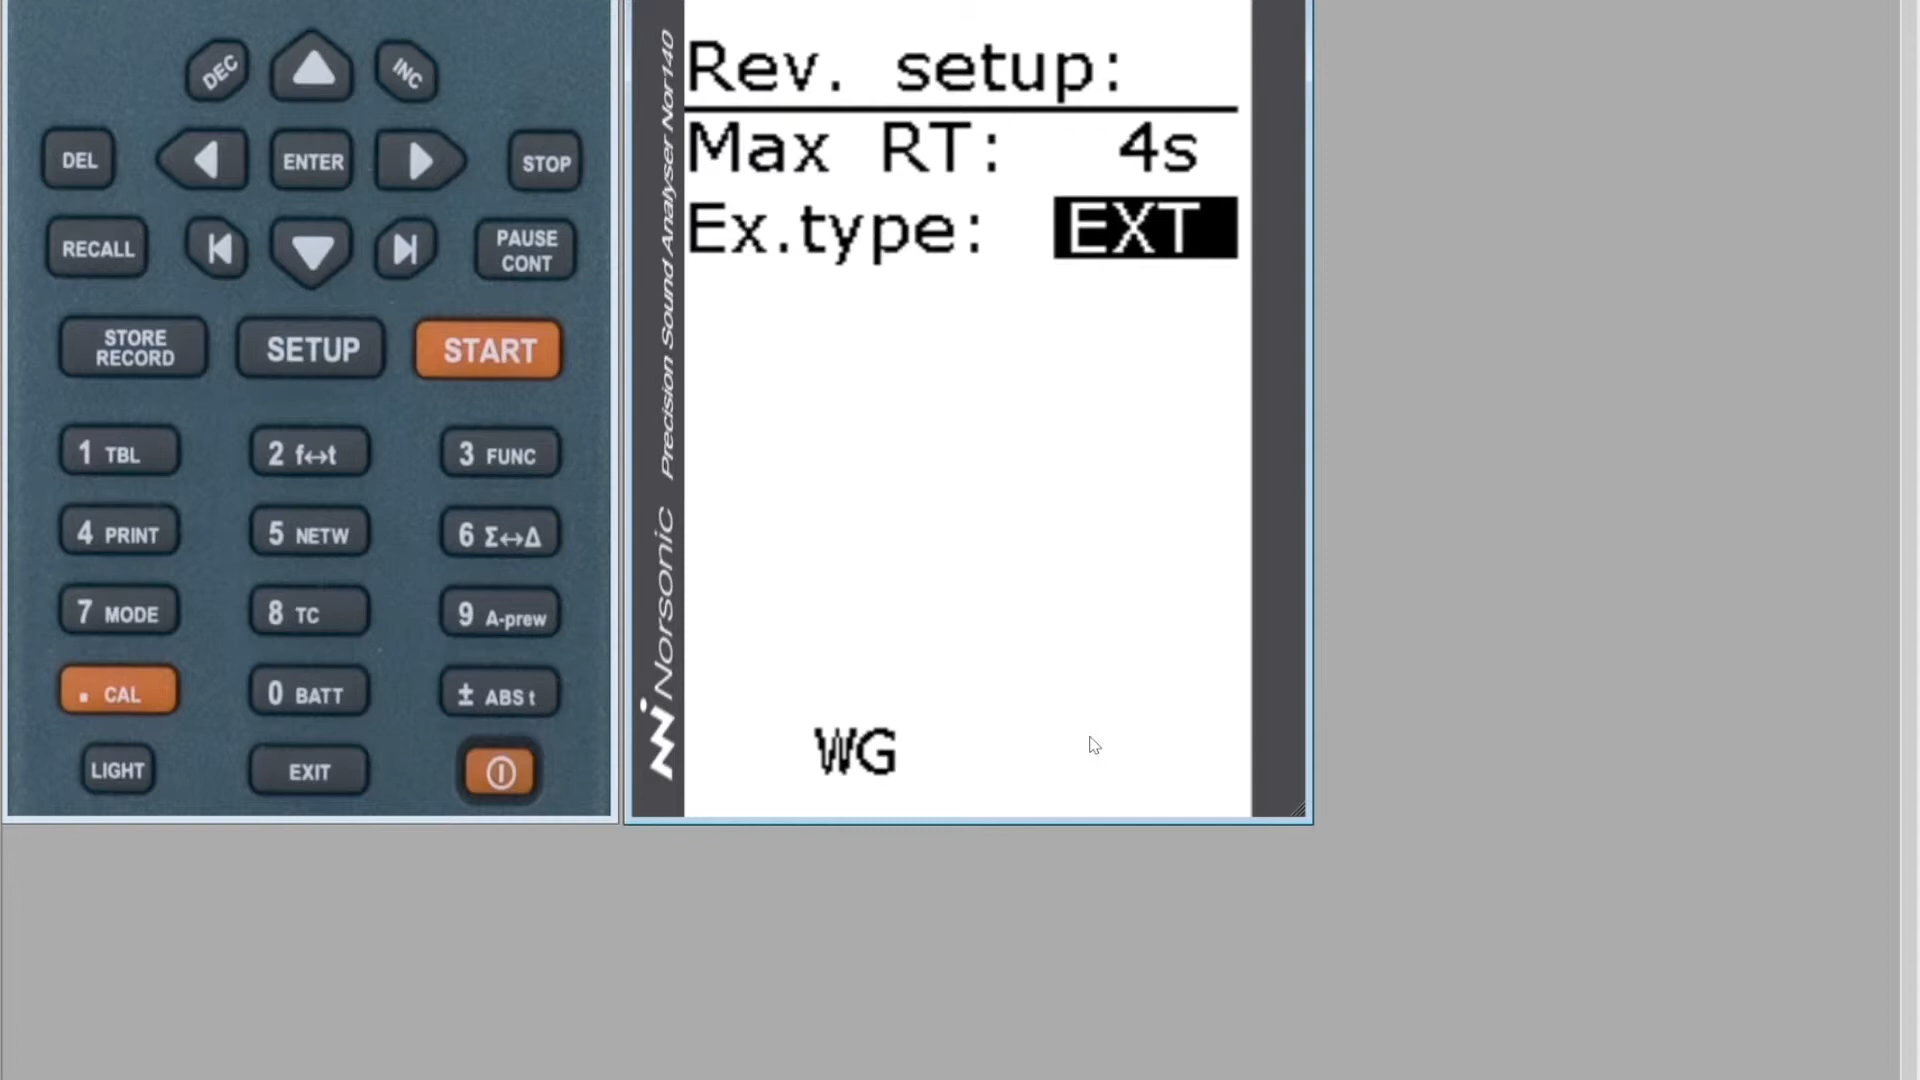 DEC
INC
DEL
ENTER
STOP
RECALL
PAUSE
CONT
STORE
RECORD
SETUP
START
1 TBL
2 f↔t
3 FUNC
4 PRINT
5 NETW
6 Σ↔Δ
7 MODE
8 TC
9 A-prew
. CAL
0 BATT
± ABS t
LIGHT
EXIT
Norsonic Precision Sound Analyser Nor140
Rev. setup:
Max RT: 4s
Ex.type: EXT
WG